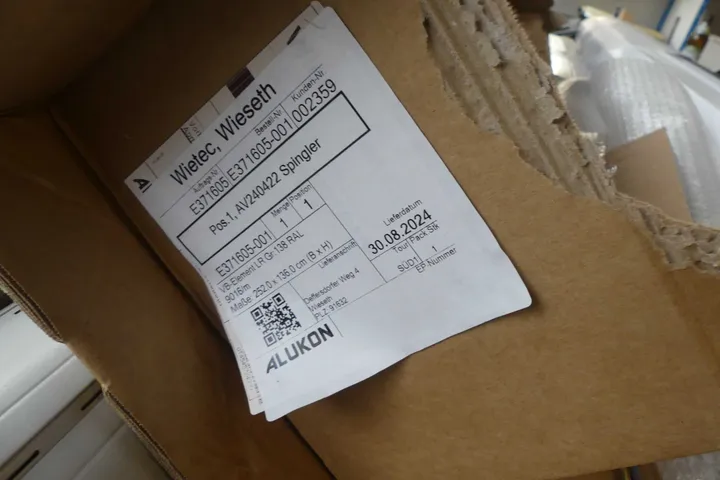 Wietec, Wieseth
Auftrags-Nr Bestell-Nr Kunden-Nr
E371605 E371605-001 002359
Pos.1, AV240422 Spingler
Menge Position
E371605-001 1 1
VB-Element LR Gr.138 RAL
9016/m
Maße: 252.0 x 136.0 cm (B x H)
Lieferanschrift
Deffersdorfer Weg 4
Wieseth
PLZ: 91632
Lieferdatum
30.08.2024
Tour Pack Stk
SÜD1 1
EP Nummer
ALUKON